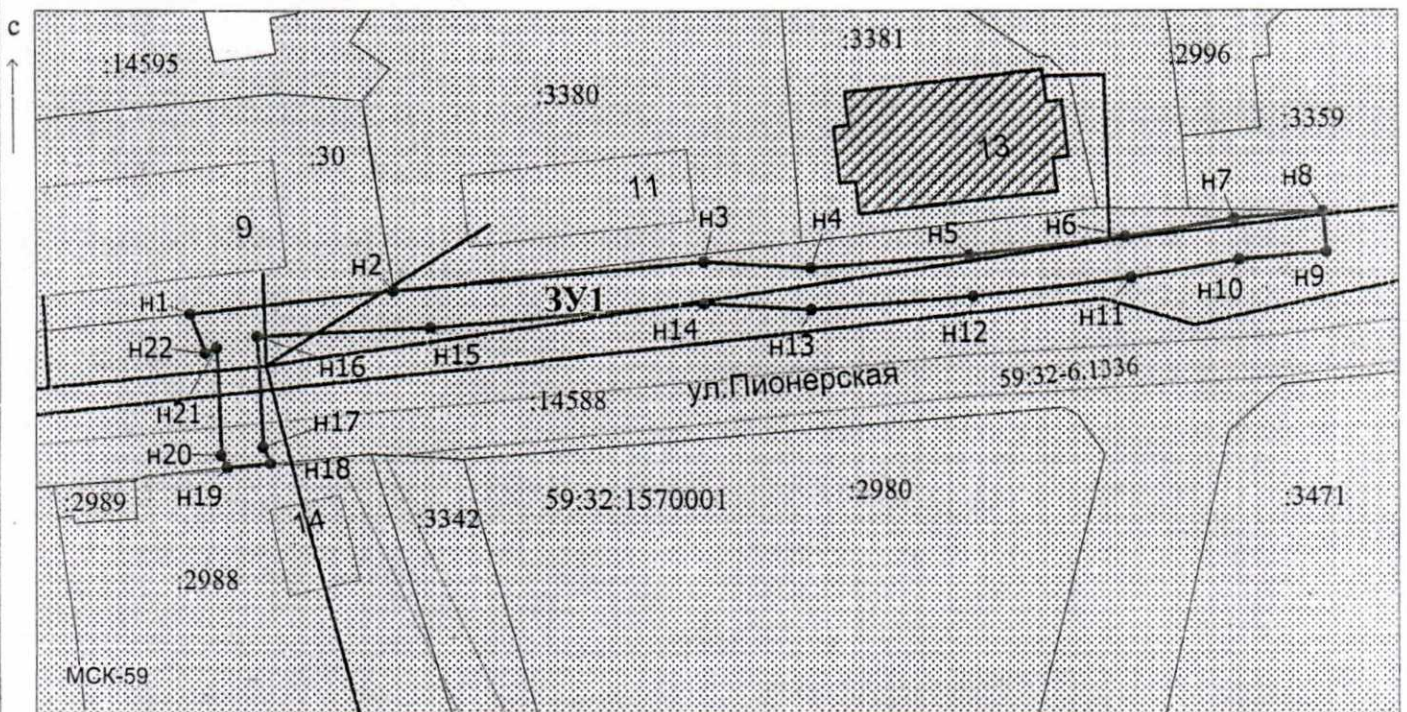 с
:14595
:3381
:2996
:3380
:3359
:30
13
11
н7
н8
9
н3
н4
н5
н6
н2
н1
ЗУ1
н9
н10
н22
н14
н12
н11
н15
н13
н16
ул.Пионерская
59:32-6.1336
н21
:14588
н17
н20
н18
н19
:2989
14
:3342
59:32:1570001
:2980
:3471
:2988
МСК-59